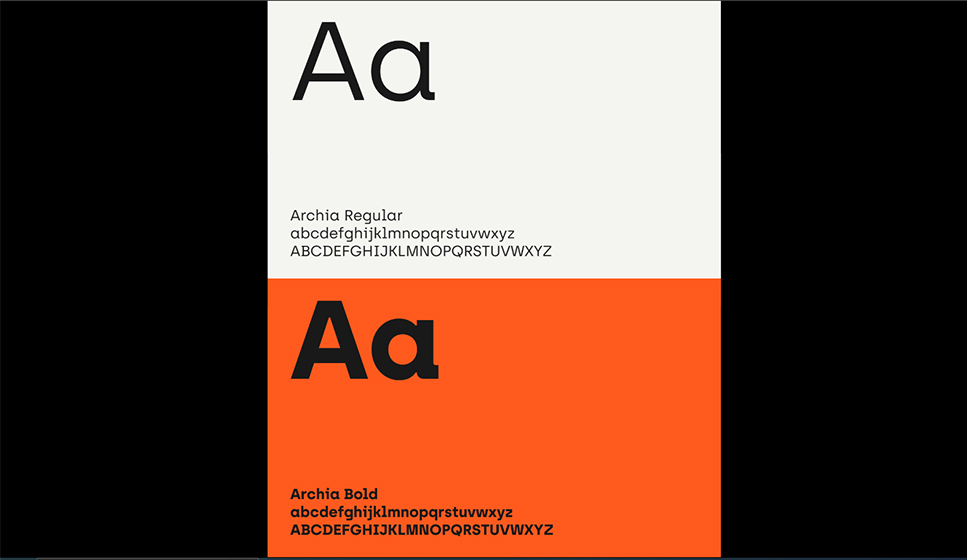 Aa
Archia Regular
abcdefghijklmnopqrstuvwxyz
ABCDEFGHIJKLMNOPQRSTUVWXYZ
Aa
Archia Bold
abcdefghijklmnopqrstuvwxyz
ABCDEFGHIJKLMNOPQRSTUVWXYZ